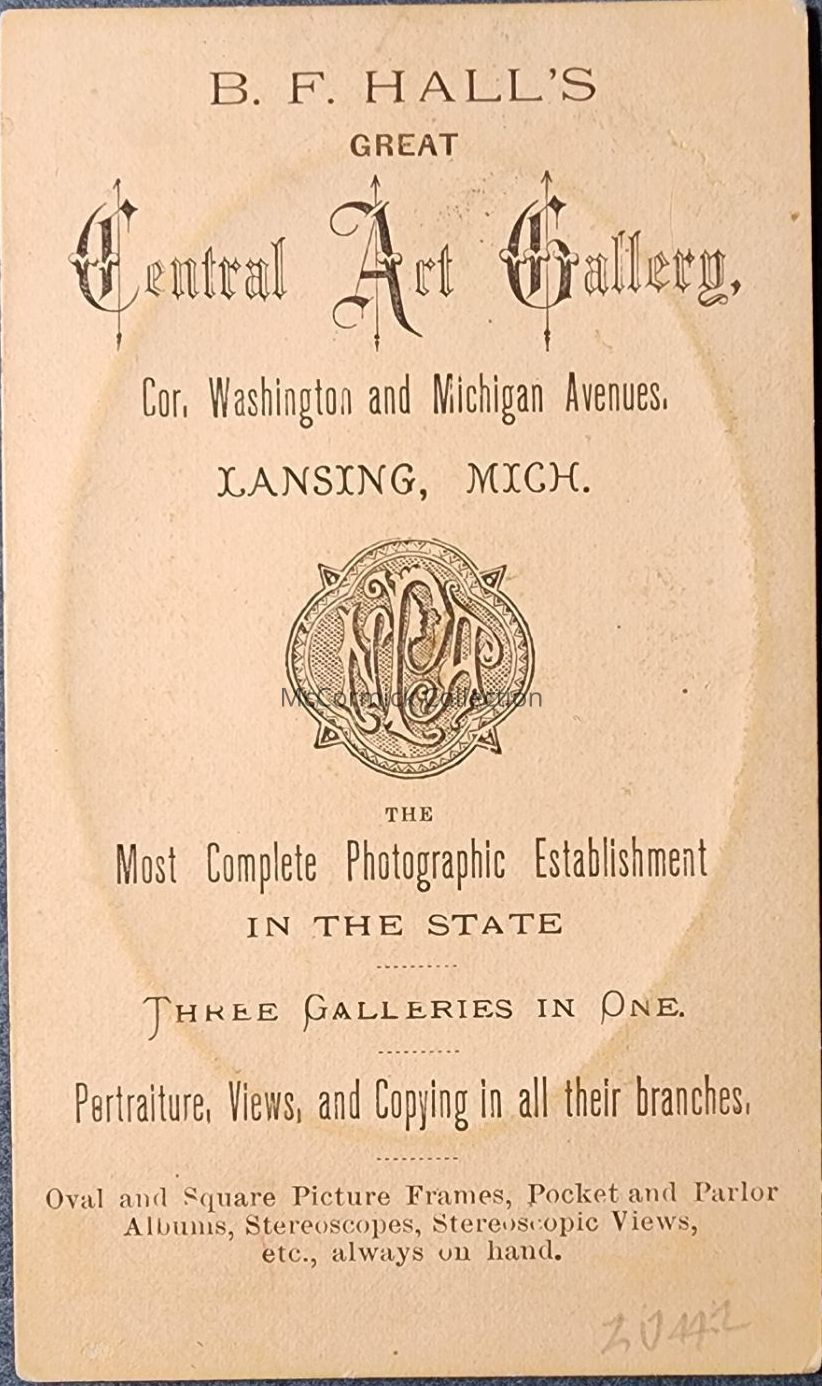 B. F. HALL'S
GREAT
Central Art Gallery,
Cor. Washington and Michigan Avenues.
LANSING, MICH.
NPA
McCormick Collection
THE
Most Complete Photographic Establishment
IN THE STATE
THREE GALLERIES IN ONE.
Portraiture, Views, and Copying in all their branches.
Oval and Square Picture Frames, Pocket and Parlor
Albums, Stereoscopes, Stereoscopic Views,
etc., always on hand.